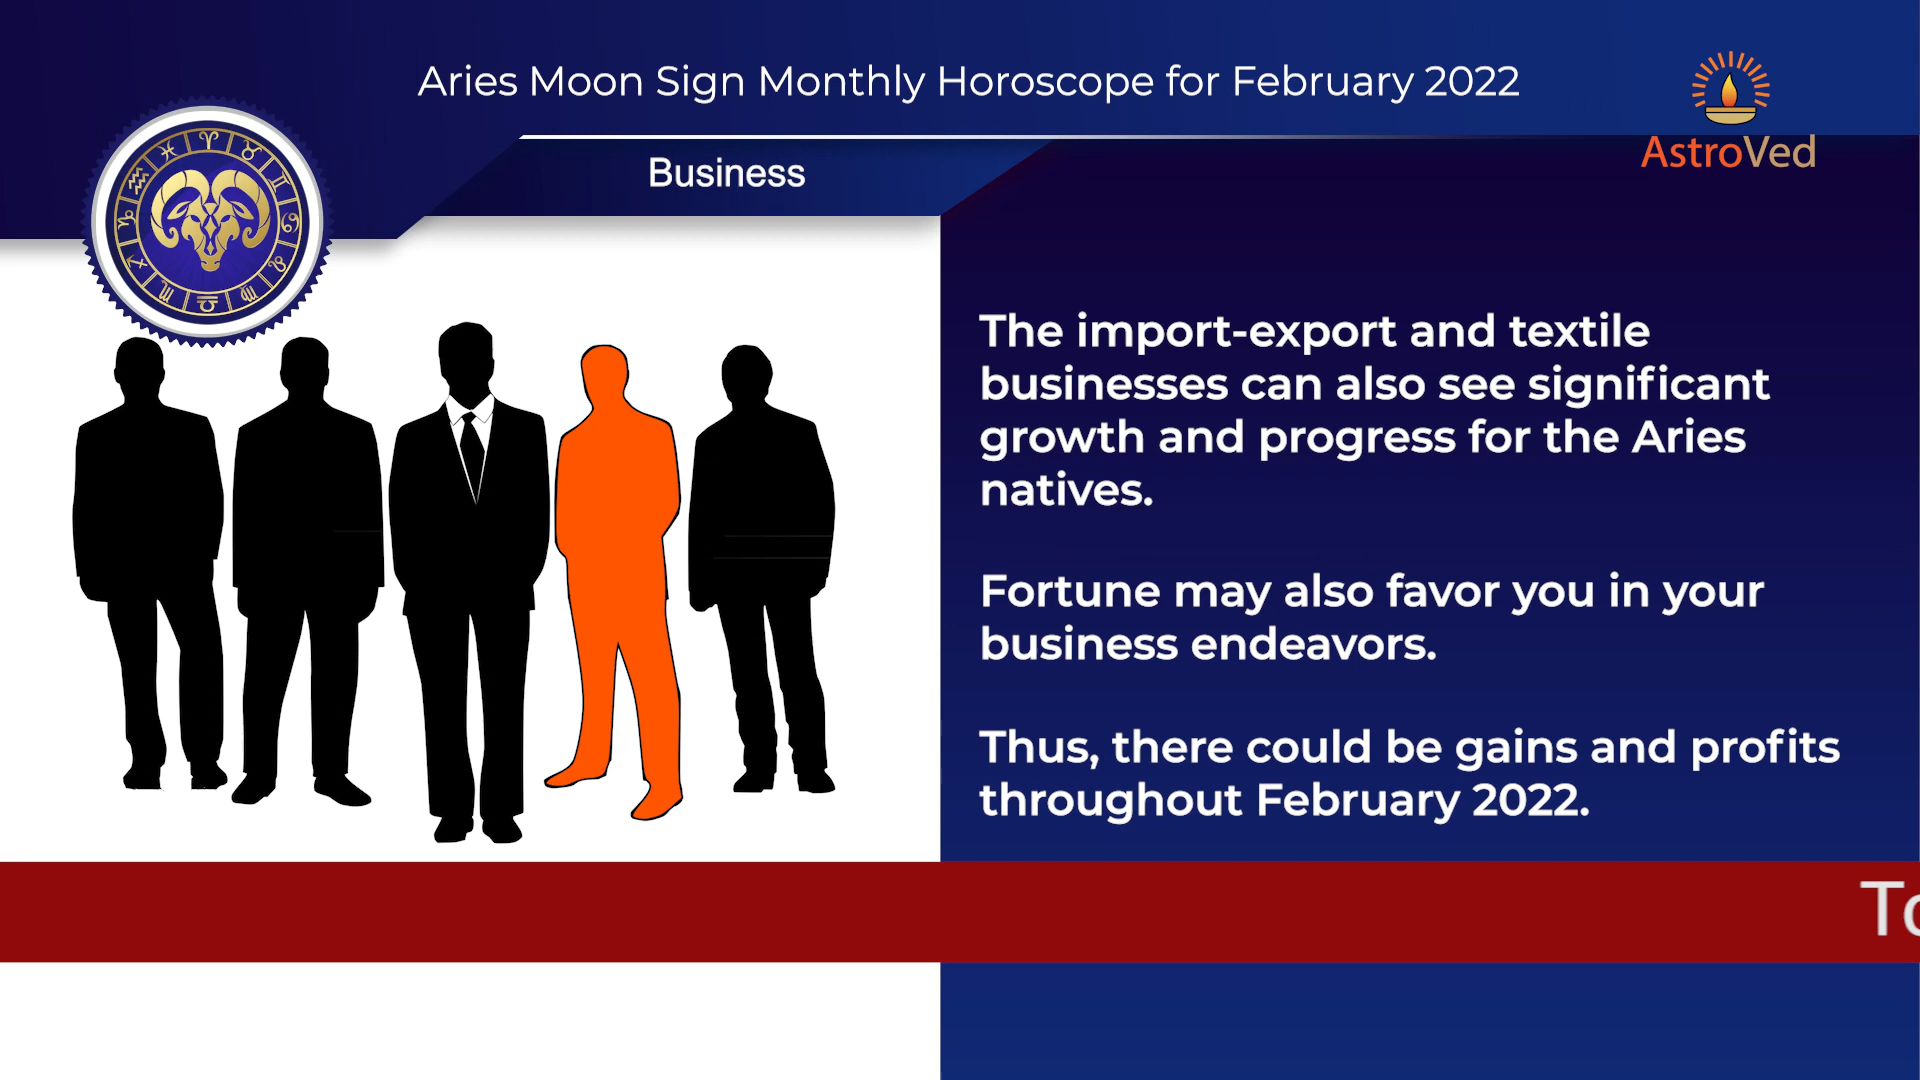 Aries Moon Sign Monthly Horoscope for February 2022
AstroVed
Business
The import-export and textile
businesses can also see significant
growth and progress for the Aries
natives.
Fortune may also favor you in your
business endeavors.
Thus, there could be gains and profits
throughout February 2022.